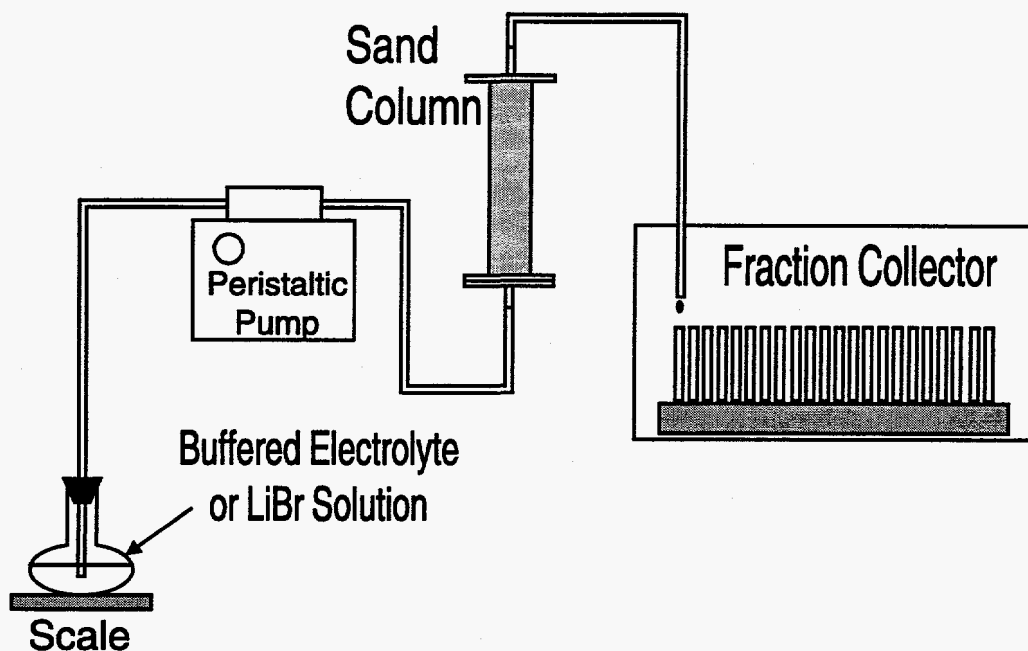 Sand
Column
Peristaltic
Pump
Fraction Collector
Buffered Electrolyte
or LiBr Solution
Scale